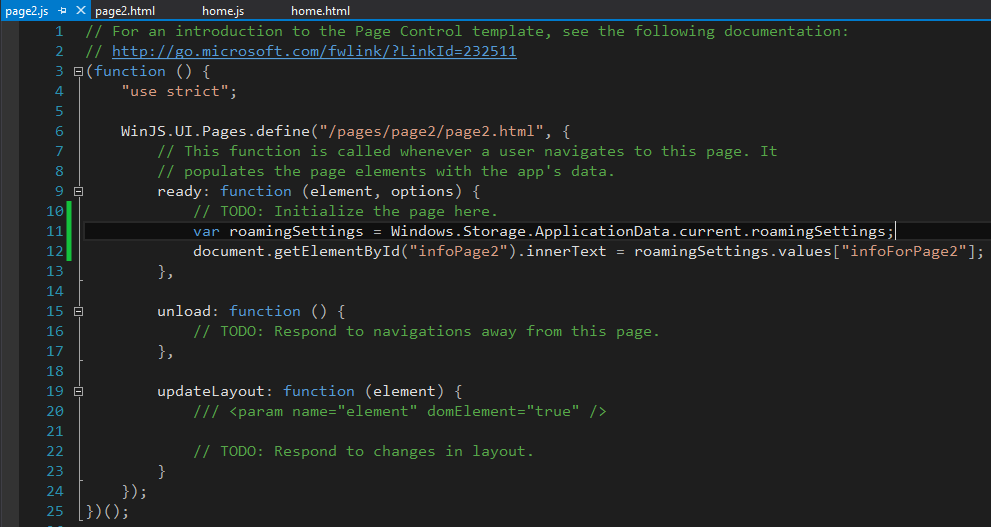 page2.js page2.html home.js home.html
1 // For an introduction to the Page Control template, see the following documentation:
2 // http://go.microsoft.com/fwlink/?LinkId=232511
3 (function () {
4 "use strict";
5
6 WinJS.UI.Pages.define("/pages/page2/page2.html", {
7 // This function is called whenever a user navigates to this page. It
8 // populates the page elements with the app's data.
9 ready: function (element, options) {
10 // TODO: Initialize the page here.
11 var roamingSettings = Windows.Storage.ApplicationData.current.roamingSettings;
12 document.getElementById("infoPage2").innerText = roamingSettings.values["infoForPage2"];
13 },
14
15 unload: function () {
16 // TODO: Respond to navigations away from this page.
17 },
18
19 updateLayout: function (element) {
20 /// <param name="element" domElement="true" />
21
22 // TODO: Respond to changes in layout.
23 }
24 });
25 })();